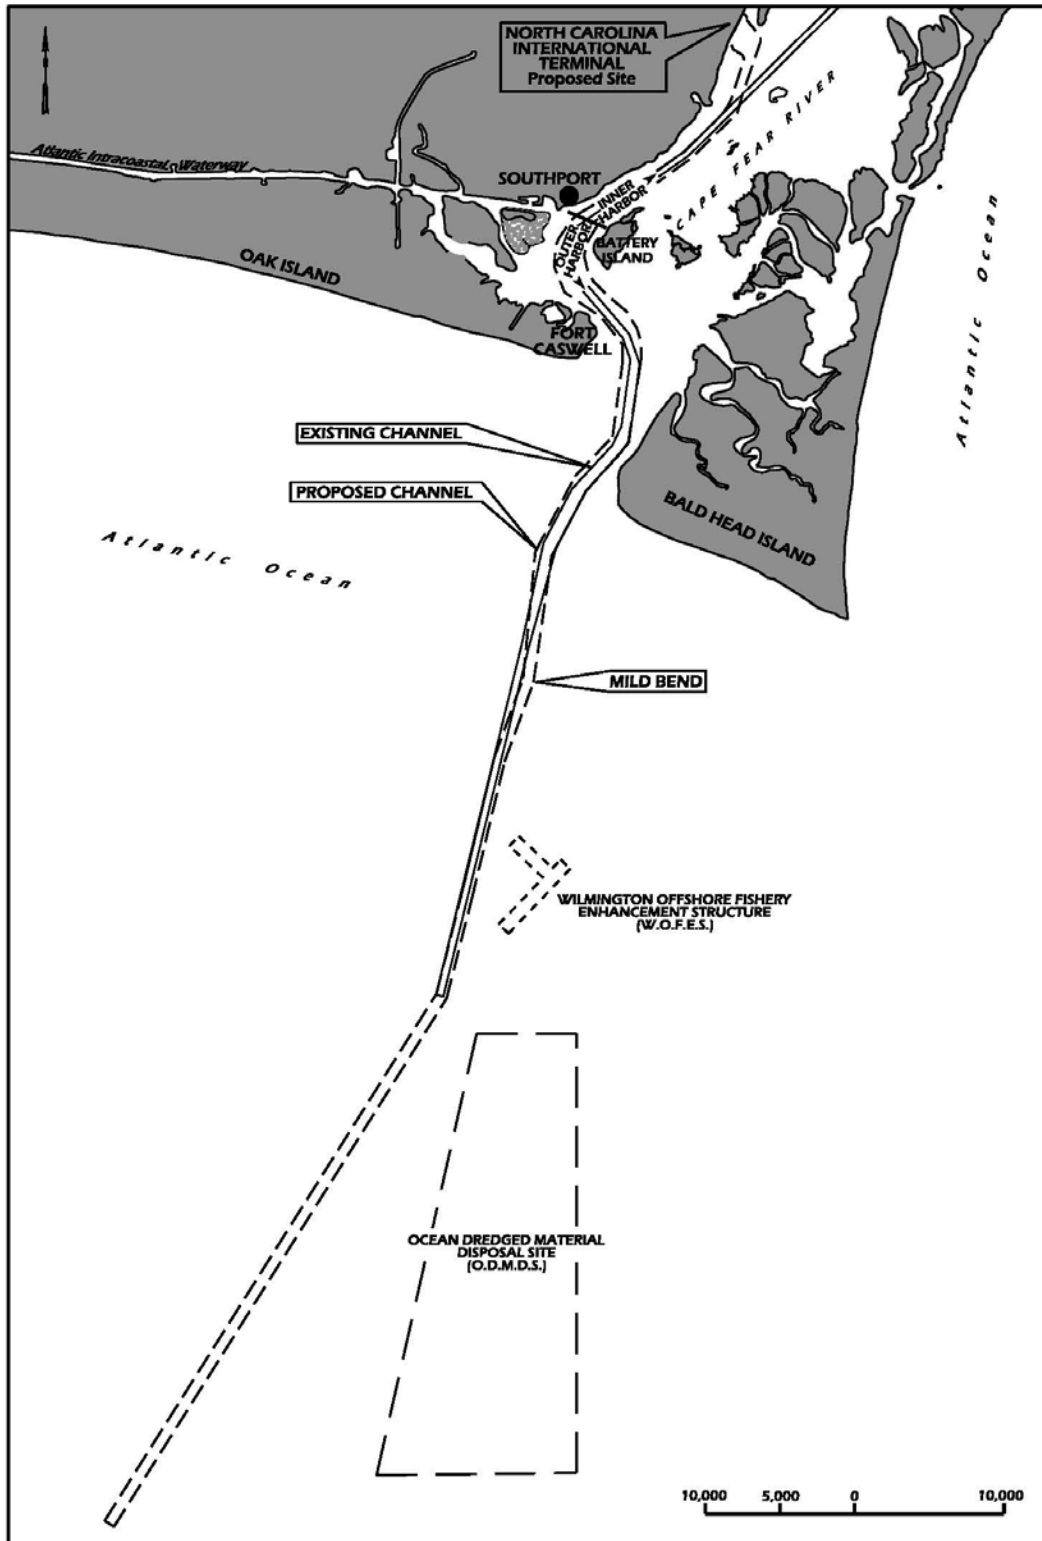 NORTH CAROLINA
INTERNATIONAL
TERMINAL
Proposed Site
Atlantic Intracoastal Waterway
CAPE FEAR RIVER
SOUTHPORT
INNER
HARBOR
OUTER
HARBOR
BATTERY
ISLAND
OAK ISLAND
Atlantic Ocean
FORT
CASWELL
EXISTING CHANNEL
PROPOSED CHANNEL
BALD HEAD ISLAND
Atlantic Ocean
MILD BEND
WILMINGTON OFFSHORE FISHERY
ENHANCEMENT STRUCTURE
(W.O.F.E.S.)
OCEAN DREDGED MATERIAL
DISPOSAL SITE
(O.D.M.D.S.)
10,000 5,000 0 10,000